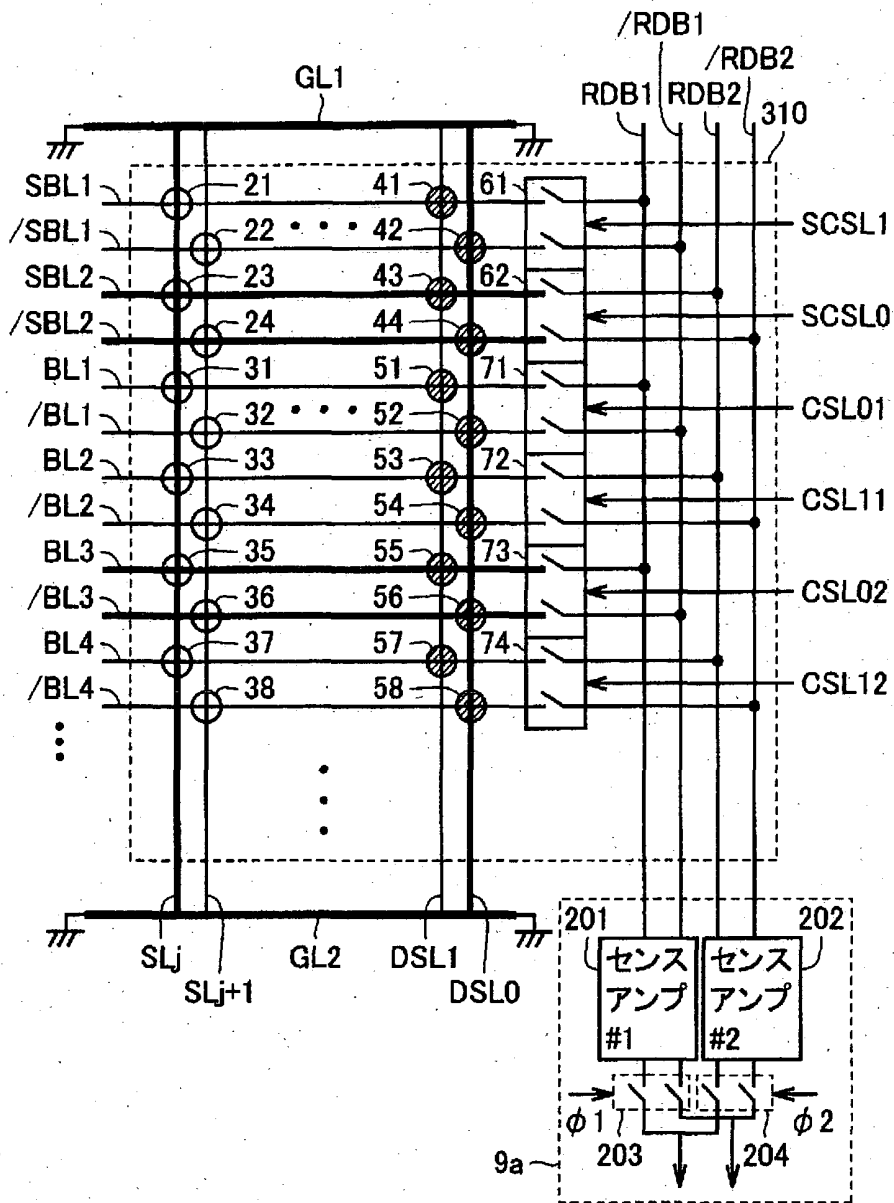 /RDB1
/RDB2
GL1
RDB1 RDB2
310
SBL1 21 41 61
SCSL1
/SBL1 22 42
SBL2 23 43 62
SCSL0
/SBL2 24 44
BL1 31 51 71
CSL01
/BL1 32 52
BL2 33 53 72
CSL11
/BL2 34 54
BL3 35 55 73
CSL02
/BL3 36 56
BL4 37 57 74
CSL12
/BL4 38 58
201 202
SLj GL2 DSL1
SLj+1 DSL0
センス センス
アンプ アンプ
#1 #2
φ1 φ2
9a 203 204